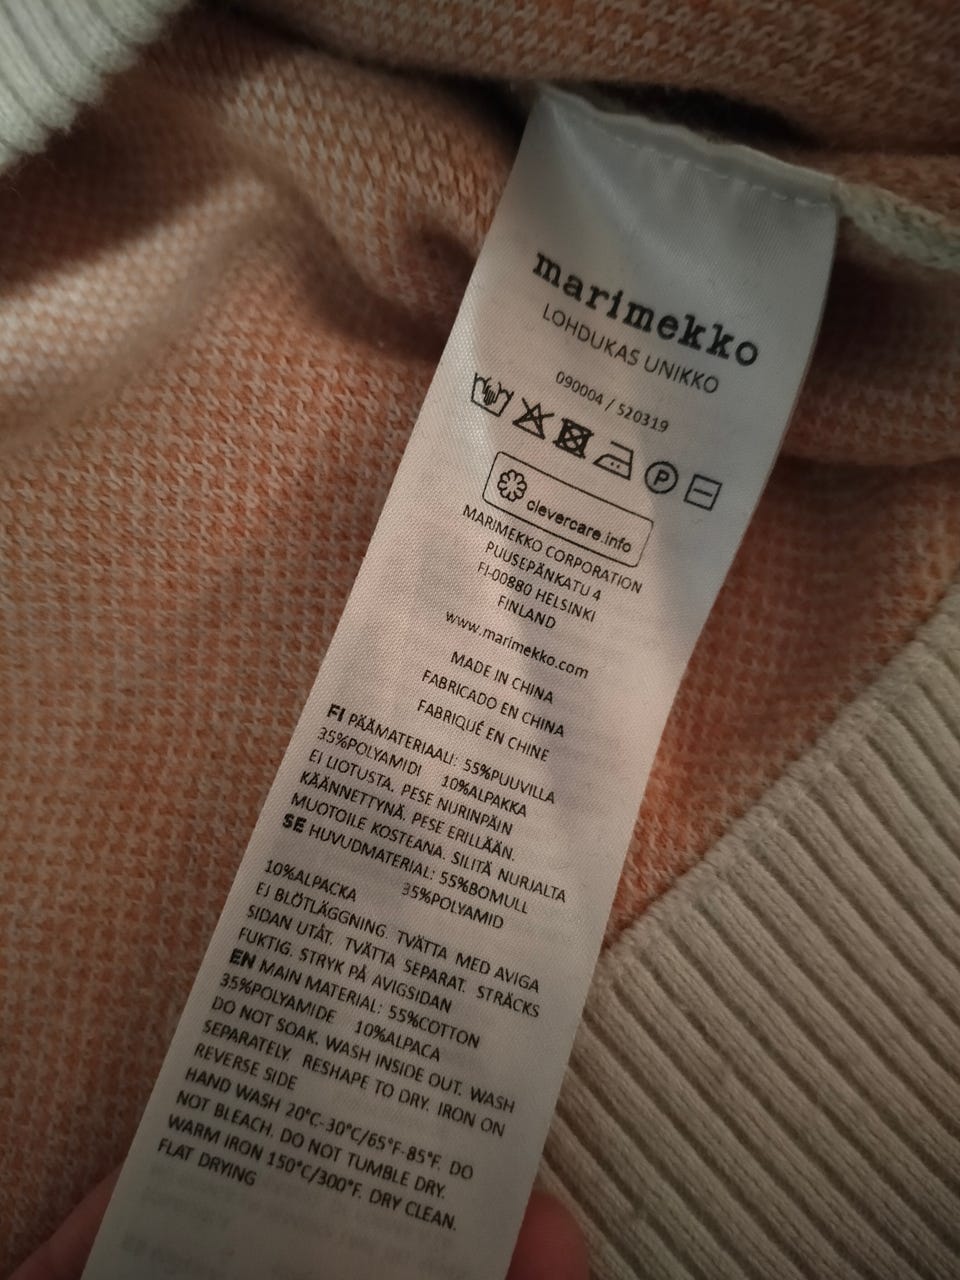 marimekko
LOHDUKAS UNIKKO
090004 / 520319
P
clevercare.info
MARIMEKKO CORPORATION
PUUSEPÄNKATU 4
FI-00880 HELSINKI
FINLAND
www.marimekko.com
MADE IN CHINA
FABRICADO EN CHINA
FABRIQUÉ EN CHINE
FI PÄÄMATERIAALI: 55%PUUVILLA
35%POLYAMIDI 10%ALPAKKA
EI LIOTUSTA. PESE NURINPÄIN
KÄÄNNETTYNÄ. PESE ERILLÄÄN.
MUOTOILE KOSTEANA. SILITÄ NURJALTA
SE HUVUDMATERIAL: 55%BOMULL
10%ALPACKA 35%POLYAMID
EJ BLÖTLÄGGNING. TVÄTTA MED AVIGA
SIDAN UTÅT. TVÄTTA SEPARAT. STRÄCKS
FUKTIG. STRYK PÅ AVIGSIDAN
EN MAIN MATERIAL: 55%COTTON
35%POLYAMIDE 10%ALPACA
DO NOT SOAK. WASH INSIDE OUT. WASH
SEPARATELY. RESHAPE TO DRY. IRON ON
REVERSE SIDE
HAND WASH 20°C-30°C/65°F-85°F. DO
NOT BLEACH. DO NOT TUMBLE DRY.
WARM IRON 150°C/300°F. DRY CLEAN.
FLAT DRYING